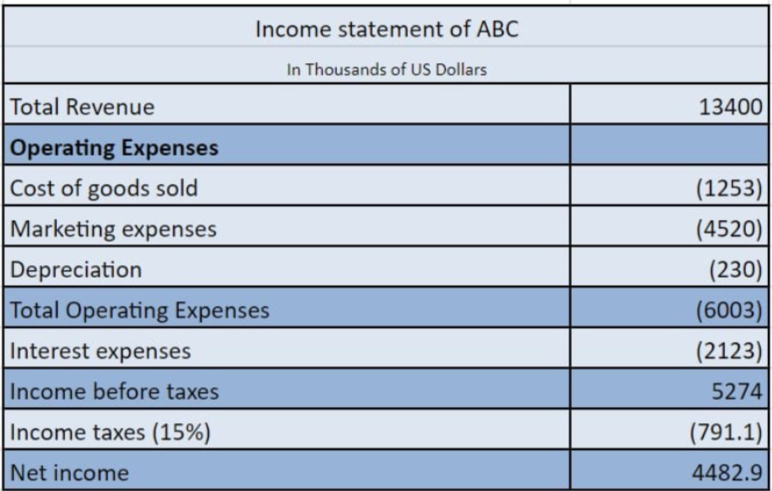 Income statement of ABC
In Thousands of US Dollars
Total Revenue 13400
Operating Expenses
Cost of goods sold (1253)
Marketing expenses (4520)
Depreciation (230)
Total Operating Expenses (6003)
Interest expenses (2123)
Income before taxes 5274
Income taxes (15%) (791.1)
Net income 4482.9